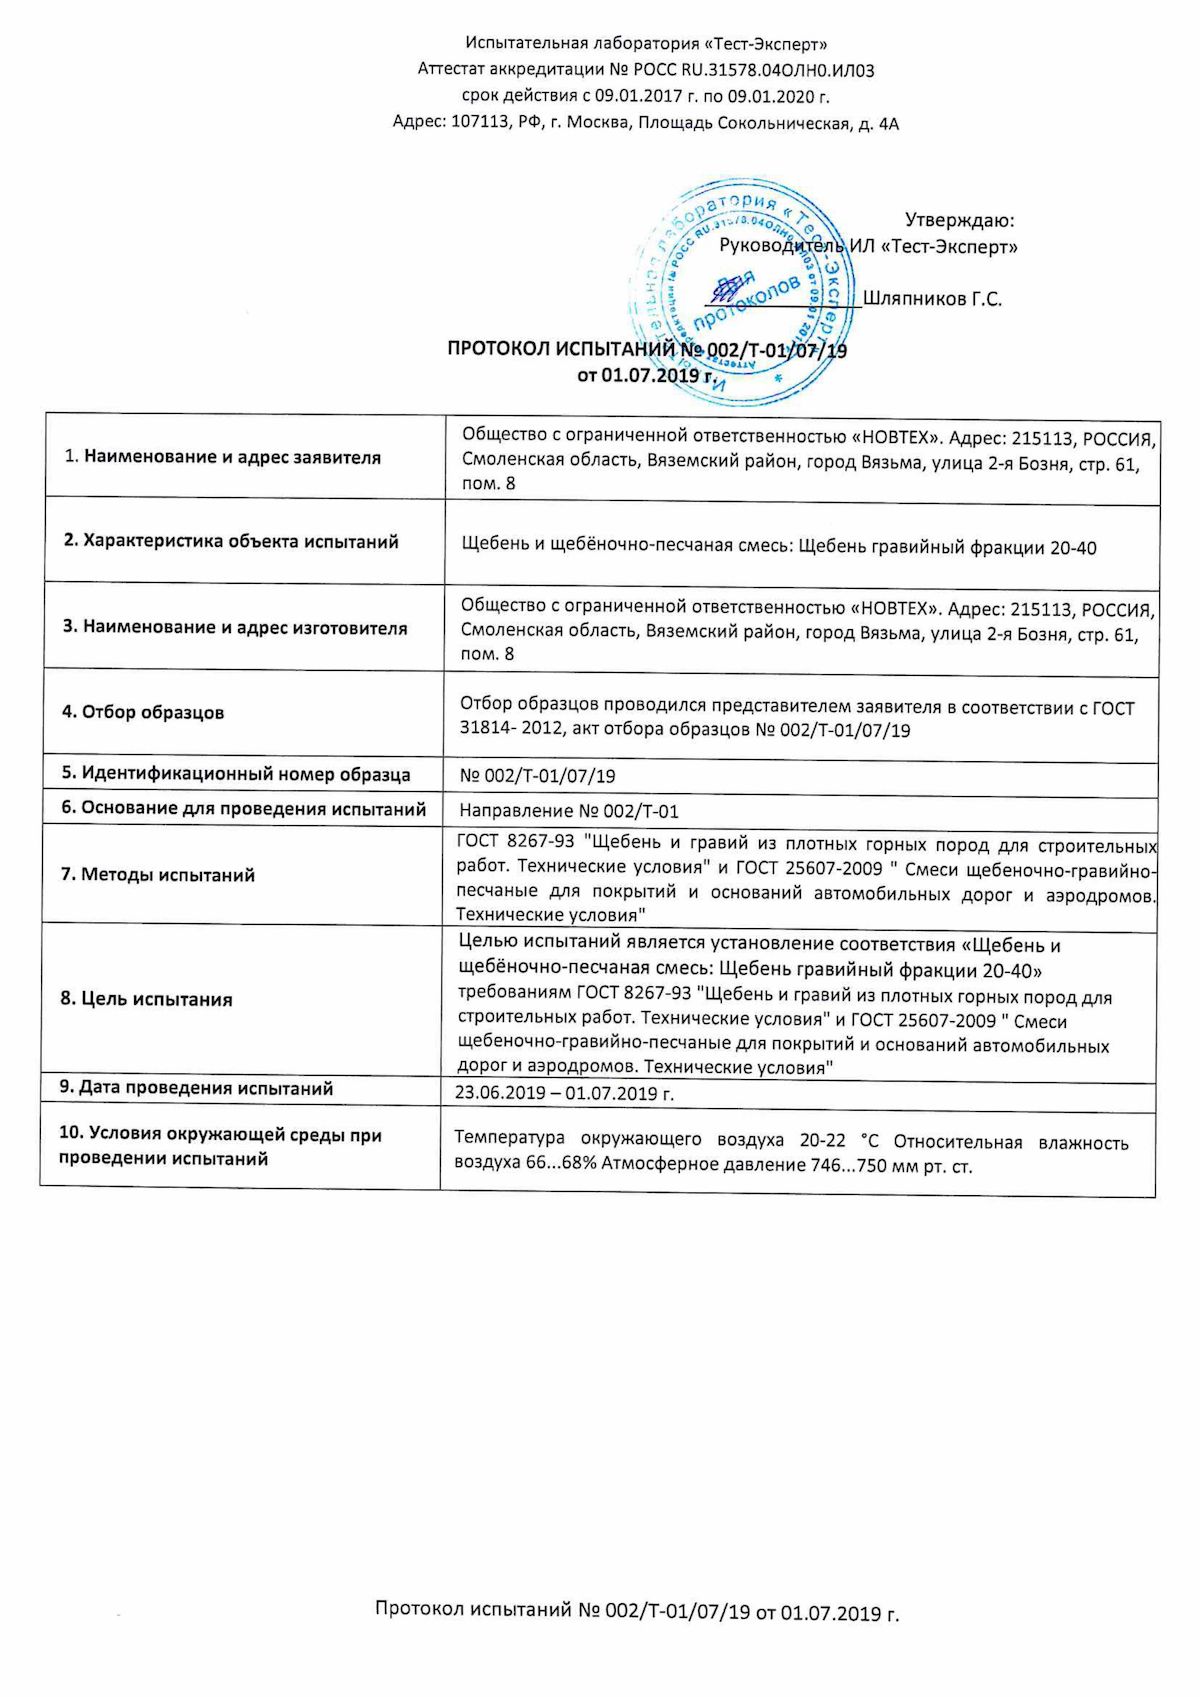 Испытательная лаборатория «Тест-Эксперт»
Аттестат аккредитации № РОСС RU.31578.04ОЛН0.ИЛ03
срок действия с 09.01.2017 г. по 09.01.2020 г.
Адрес: 107113, РФ, г. Москва, Площадь Сокольническая, д. 4А
Утверждаю:
Руководитель ИЛ «Тест-Эксперт»
Шляпников Г.С.
Испытательная лаборатория «Тест-Эксперт»
Для
протоколов
ПРОТОКОЛ ИСПЫТАНИЙ № 002/Т-01/07/19
от 01.07.2019 г.
1. Наименование и адрес заявителя
Общество с ограниченной ответственностью «НОВТЕХ». Адрес: 215113, РОССИЯ,
Смоленская область, Вяземский район, город Вязьма, улица 2-я Бозня, стр. 61,
пом. 8
2. Характеристика объекта испытаний
Щебень и щебёночно-песчаная смесь: Щебень гравийный фракции 20-40
3. Наименование и адрес изготовителя
Общество с ограниченной ответственностью «НОВТЕХ». Адрес: 215113, РОССИЯ,
Смоленская область, Вяземский район, город Вязьма, улица 2-я Бозня, стр. 61,
пом. 8
4. Отбор образцов
Отбор образцов проводился представителем заявителя в соответствии с ГОСТ
31814- 2012, акт отбора образцов № 002/Т-01/07/19
5. Идентификационный номер образца
№ 002/Т-01/07/19
6. Основание для проведения испытаний
Направление № 002/Т-01
7. Методы испытаний
ГОСТ 8267-93 "Щебень и гравий из плотных горных пород для строительных
работ. Технические условия" и ГОСТ 25607-2009 " Смеси щебеночно-гравийно-
песчаные для покрытий и оснований автомобильных дорог и аэродромов.
Технические условия"
8. Цель испытания
Целью испытаний является установление соответствия «Щебень и
щебёночно-песчаная смесь: Щебень гравийный фракции 20-40»
требованиям ГОСТ 8267-93 "Щебень и гравий из плотных горных пород для
строительных работ. Технические условия" и ГОСТ 25607-2009 " Смеси
щебеночно-гравийно-песчаные для покрытий и оснований автомобильных
дорог и аэродромов. Технические условия"
9. Дата проведения испытаний
23.06.2019 – 01.07.2019 г.
10. Условия окружающей среды при
проведении испытаний
Температура окружающего воздуха 20-22 °С Относительная влажность
воздуха 66...68% Атмосферное давление 746...750 мм рт. ст.
Протокол испытаний № 002/Т-01/07/19 от 01.07.2019 г.